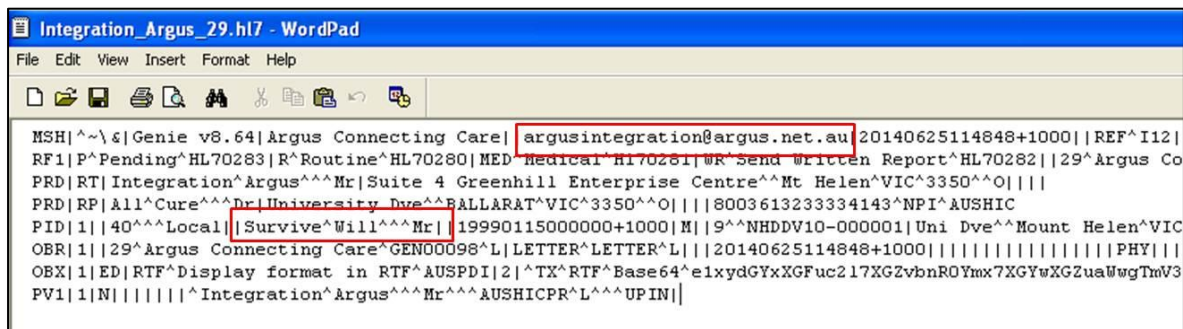 Integration_Argus_29.hl7 - WordPad
File Edit View Insert Format Help
MSH|^~\&|Genie v8.64|Argus Connecting Care| argusintegration@argus.net.au|20140625114848+1000||REF^I12|
RF1|P^Pending^HL70283|R^Routine^HL70280|MED^Medical^Hl70281|WR^Send Written Report^HL70282||29^Argus Co
PRD|RT|Integration^Argus^^^Mr|Suite 4 Greenhill Enterprise Centre^^Mt Helen^VIC^3350^^O||||
PRD|RP|All^Cure^^^Dr|University Dve^^BALLARAT^VIC^3350^^O||||8003613233334143^NPI^AUSHIC
PID|1||40^^^Local||Survive^Will^^^Mr||19990115000000+1000|M||9^^NHDDV10-000001|Uni Dve^^Mount Helen^VIC
OBR|1||29^Argus Connecting Care^GEN00098^L|LETTER^LETTER^L|||20140625114848+1000||||||||||||||||PHY|||
OBX|1|ED|RTF^Display format in RTF^AUSPDI|2|^TX^RTF^Base64^e1xydGYxXGFuc2l7XGZvbnR0Ymx7XGYwXGZuaWwgTmV3
PV1|1|N|||||||^Integration^Argus^^^Mr^^^AUSHICPR^L^^^UPIN|